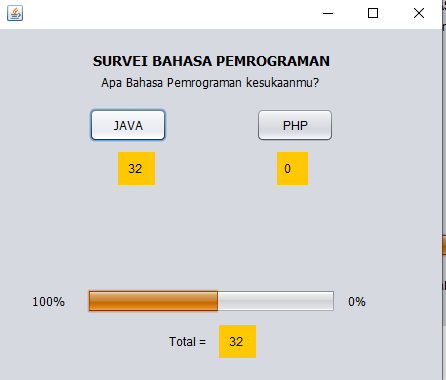 SURVEI BAHASA PEMROGRAMAN
Apa Bahasa Pemrograman kesukaanmu?
JAVA PHP
32 0
100% 0%
Total = 32